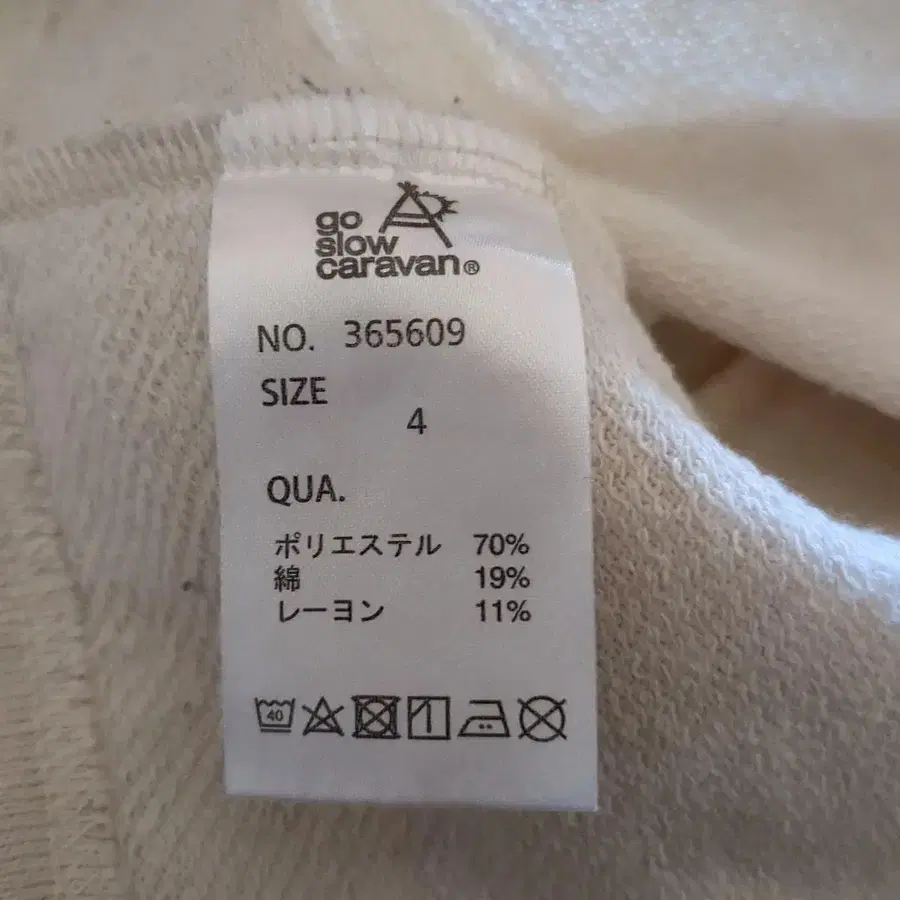 go
slow
caravan®
NO. 365609
SIZE
4
QUA.
ポリエステル 70%
綿 19%
レーヨン 11%
40